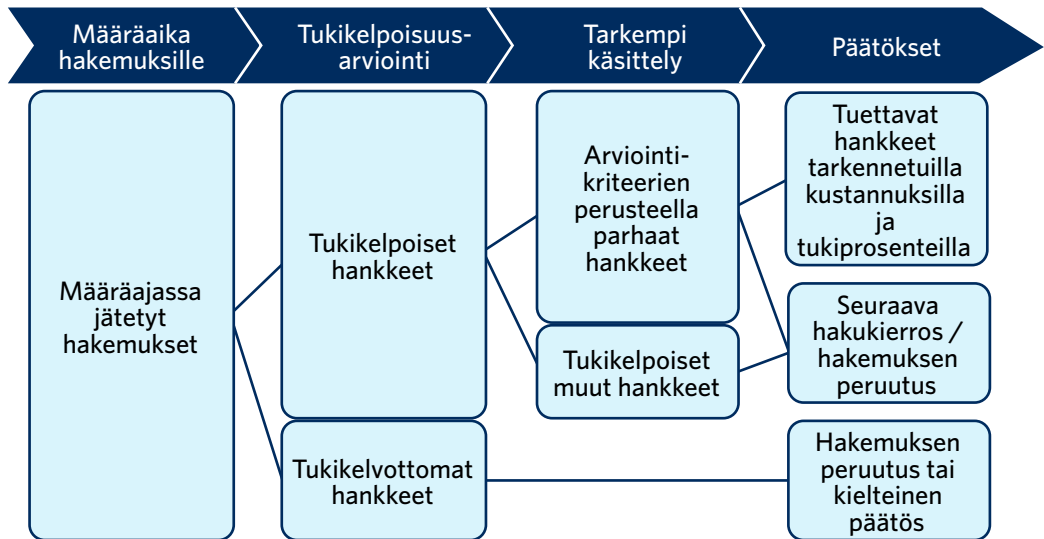 Määräaika
hakemuksille
Tukikelpoisuus-
arviointi
Tarkempi
käsittely
Päätökset
Määräajassa
jätetyt
hakemukset
Tukikelpoiset
hankkeet
Tukikelvottomat
hankkeet
Arviointi-
kriteerien
perusteella
parhaat
hankkeet
Tukikelpoiset
muut hankkeet
Tuettavat
hankkeet
tarkennetuilla
kustannuksilla
ja
tukiprosenteilla
Seuraava
hakukierros /
hakemuksen
peruutus
Hakemuksen
peruutus tai
kielteinen
päätös